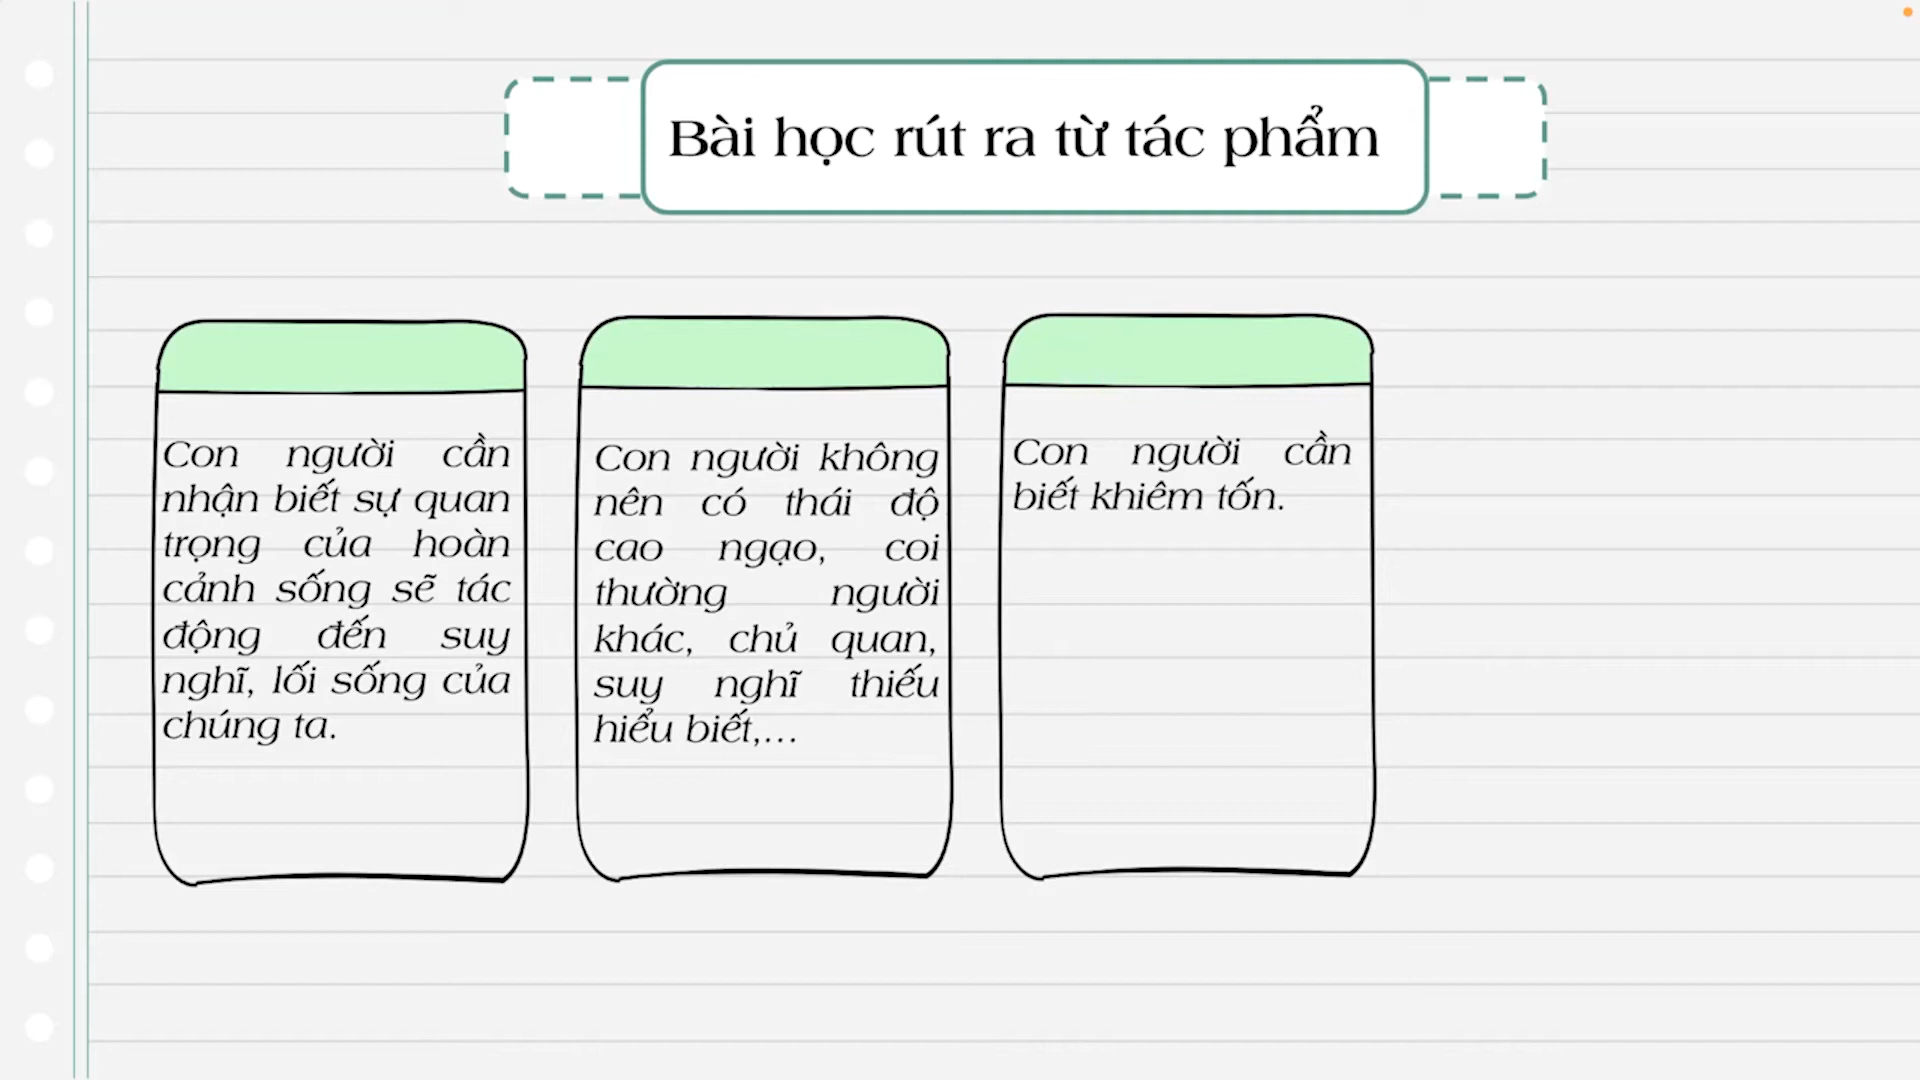 Bài học rút ra từ tác phẩm
Con người cần
nhận biết sự quan
trọng của hoàn
cảnh sống sẽ tác
động đến suy
nghĩ, lối sống của
chúng ta.
Con người không
nên có thái độ
cao ngạo, coi
thường người
khác, chủ quan,
suy nghĩ thiếu
hiểu biết,...
Con người cần
biết khiêm tốn.